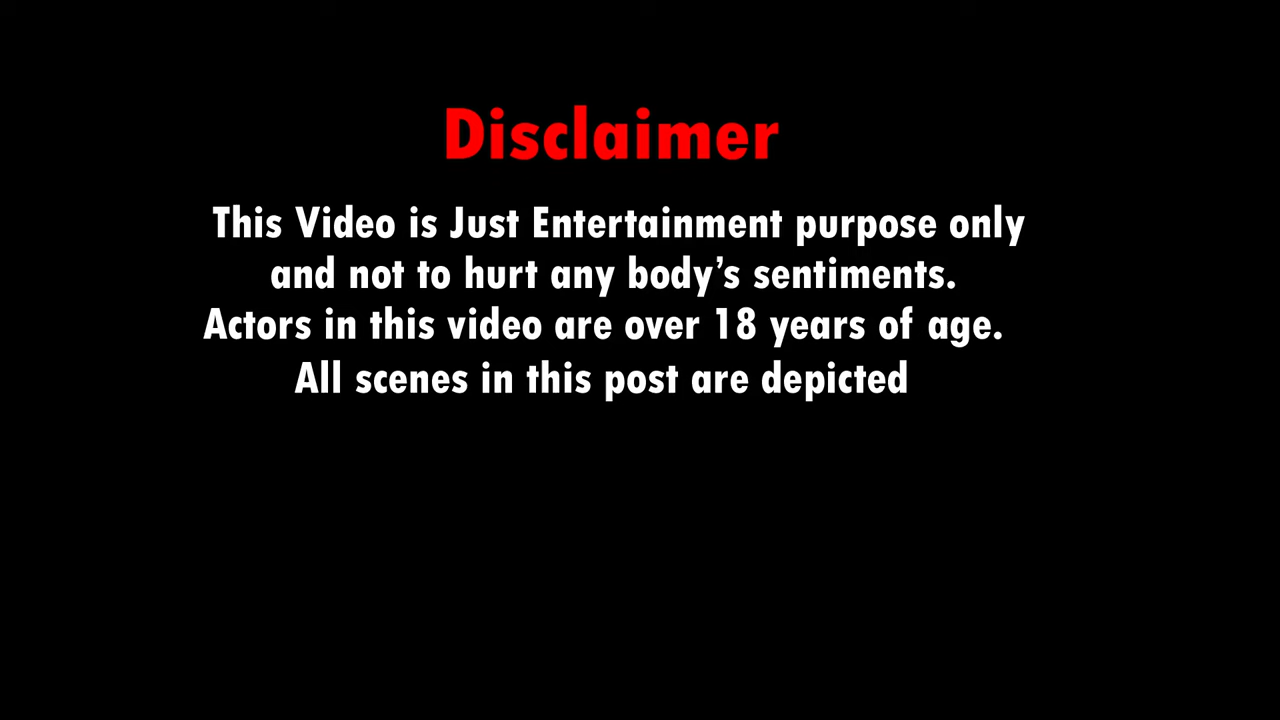 Disclaimer
This Video is Just Entertainment purpose only
and not to hurt any body’s sentiments.
Actors in this video are over 18 years of age.
All scenes in this post are depicted